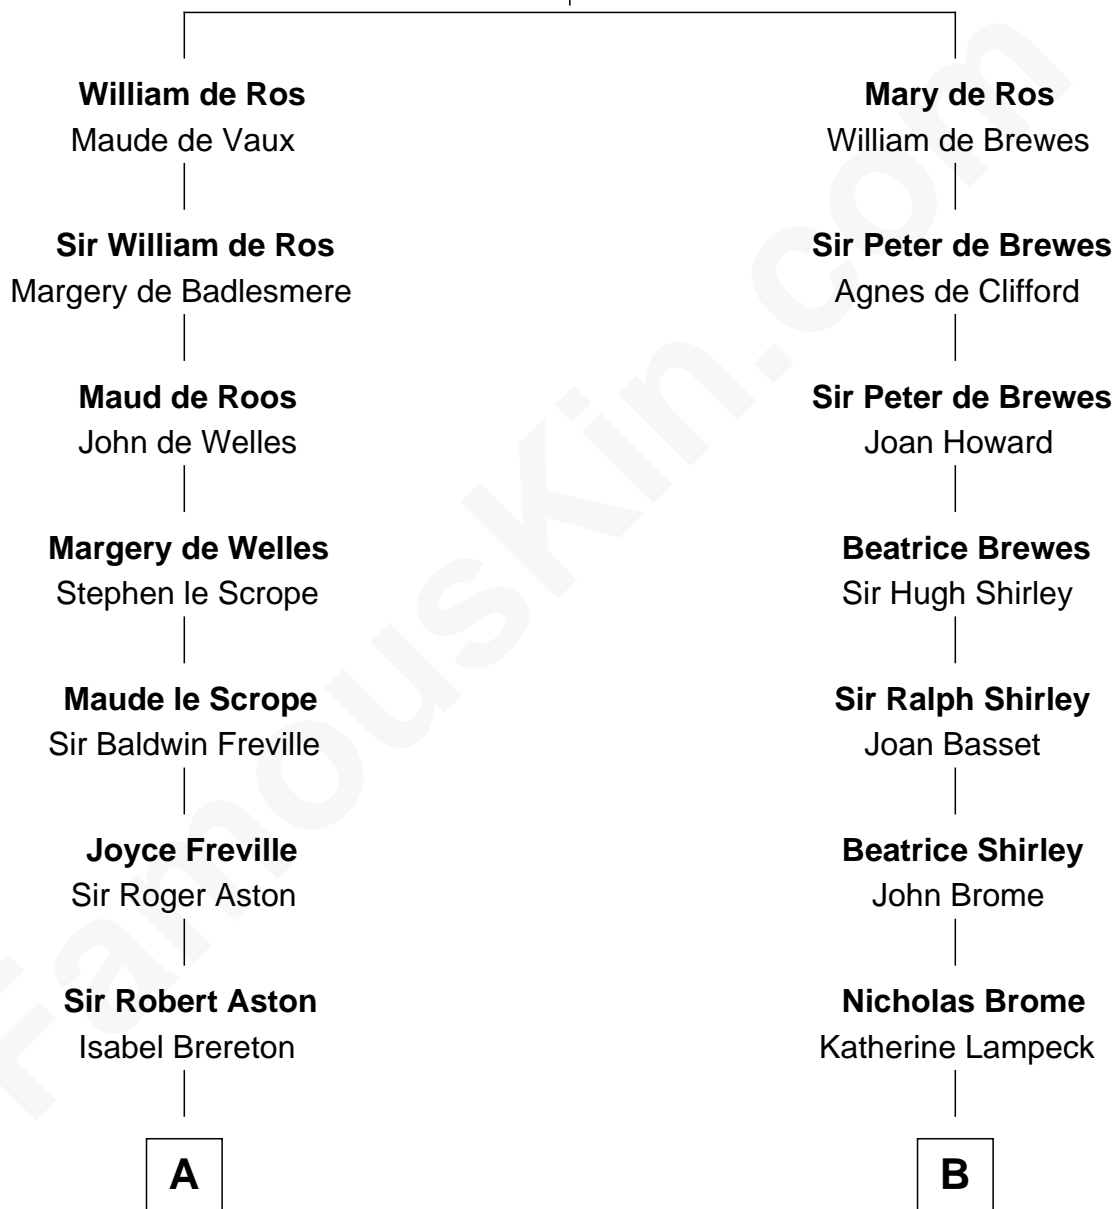 William de Ros
Maude de Vaux
Sir William de Ros
Margery de Badlesmere
Maud de Roos
John de Welles
Margery de Welles
Stephen le Scrope
Maude le Scrope
Sir Baldwin Freville
Joyce Freville
Sir Roger Aston
Sir Robert Aston
Isabel Brereton
A
Mary de Ros
William de Brewes
Sir Peter de Brewes
Agnes de Clifford
Sir Peter de Brewes
Joan Howard
Beatrice Brewes
Sir Hugh Shirley
Sir Ralph Shirley
Joan Basset
Beatrice Shirley
John Brome
Nicholas Brome
Katherine Lampeck
B
FamousKin.com